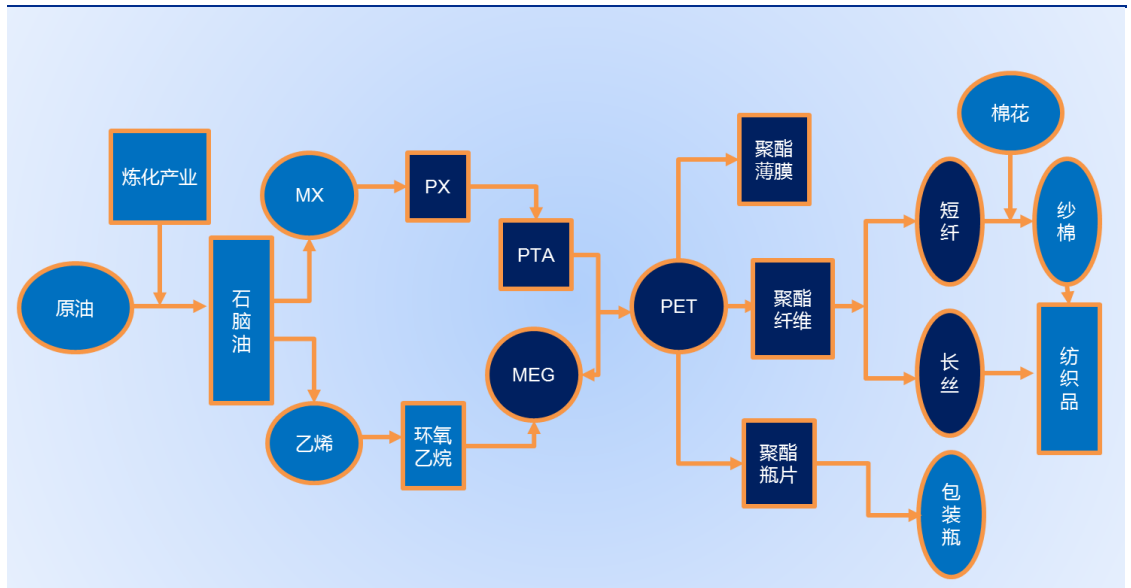 炼化产业
原油
石
脑
油
MX
乙烯
PX
环氧
乙烷
PTA
MEG
PET
聚酯
薄膜
聚酯
纤维
聚酯
瓶片
棉花
短
纤
长
丝
包
装
瓶
纱
棉
纺
织
品